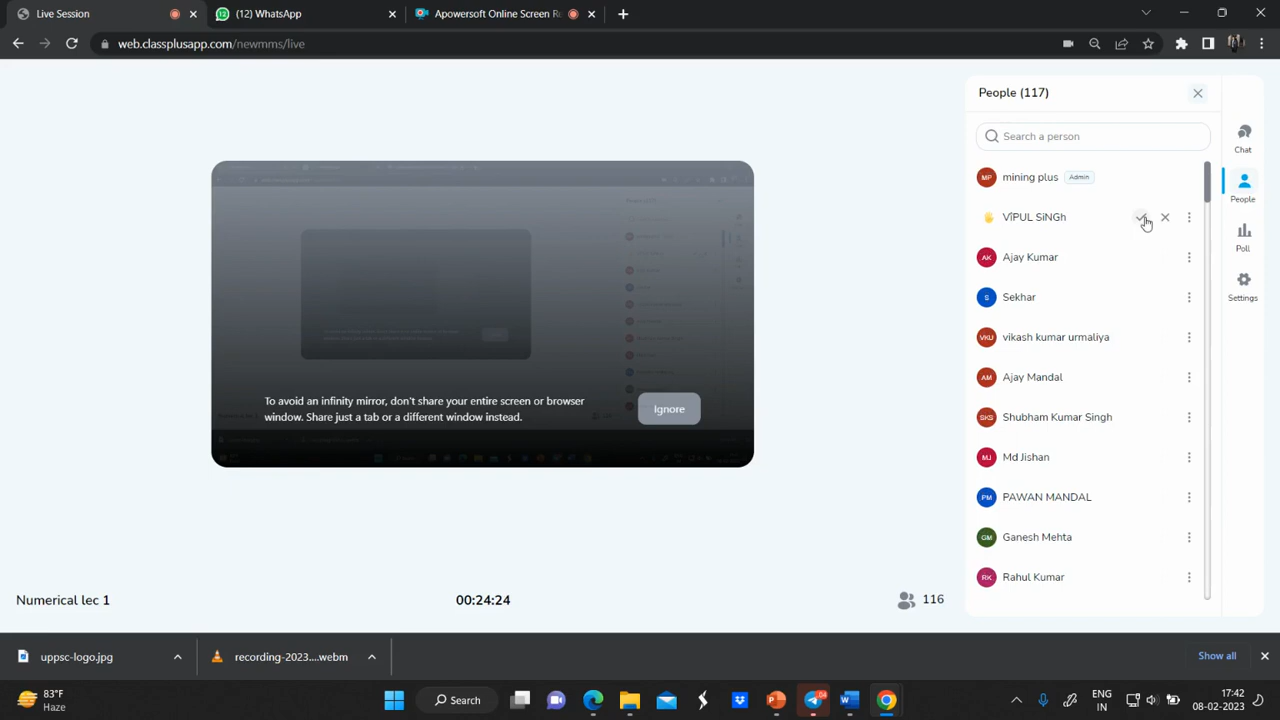 Live Session
(13) WhatsApp
Apowersoft Online Screen Re
web.classplusapp.com/newmms/live
People (117)
Search a person
MP mining plus Admin
VîPUL SiNGh
AK Ajay Kumar
S Sekhar
VKU vikash kumar urmaliya
AM Ajay Mandal
SKS Shubham Kumar Singh
MJ Md Jishan
PM PAWAN MANDAL
GM Ganesh Mehta
RK Rahul Kumar
Chat
People
Poll
Settings
To avoid an infinity mirror, don't share your entire screen or browser
window. Share just a tab or a different window instead.
Ignore
Numerical lec 1
00:24:24
116
uppsc-logo.jpg
recording-2023....webm
Show all
83°F
Haze
Search
04
ENG
IN
17:42
08-02-2023